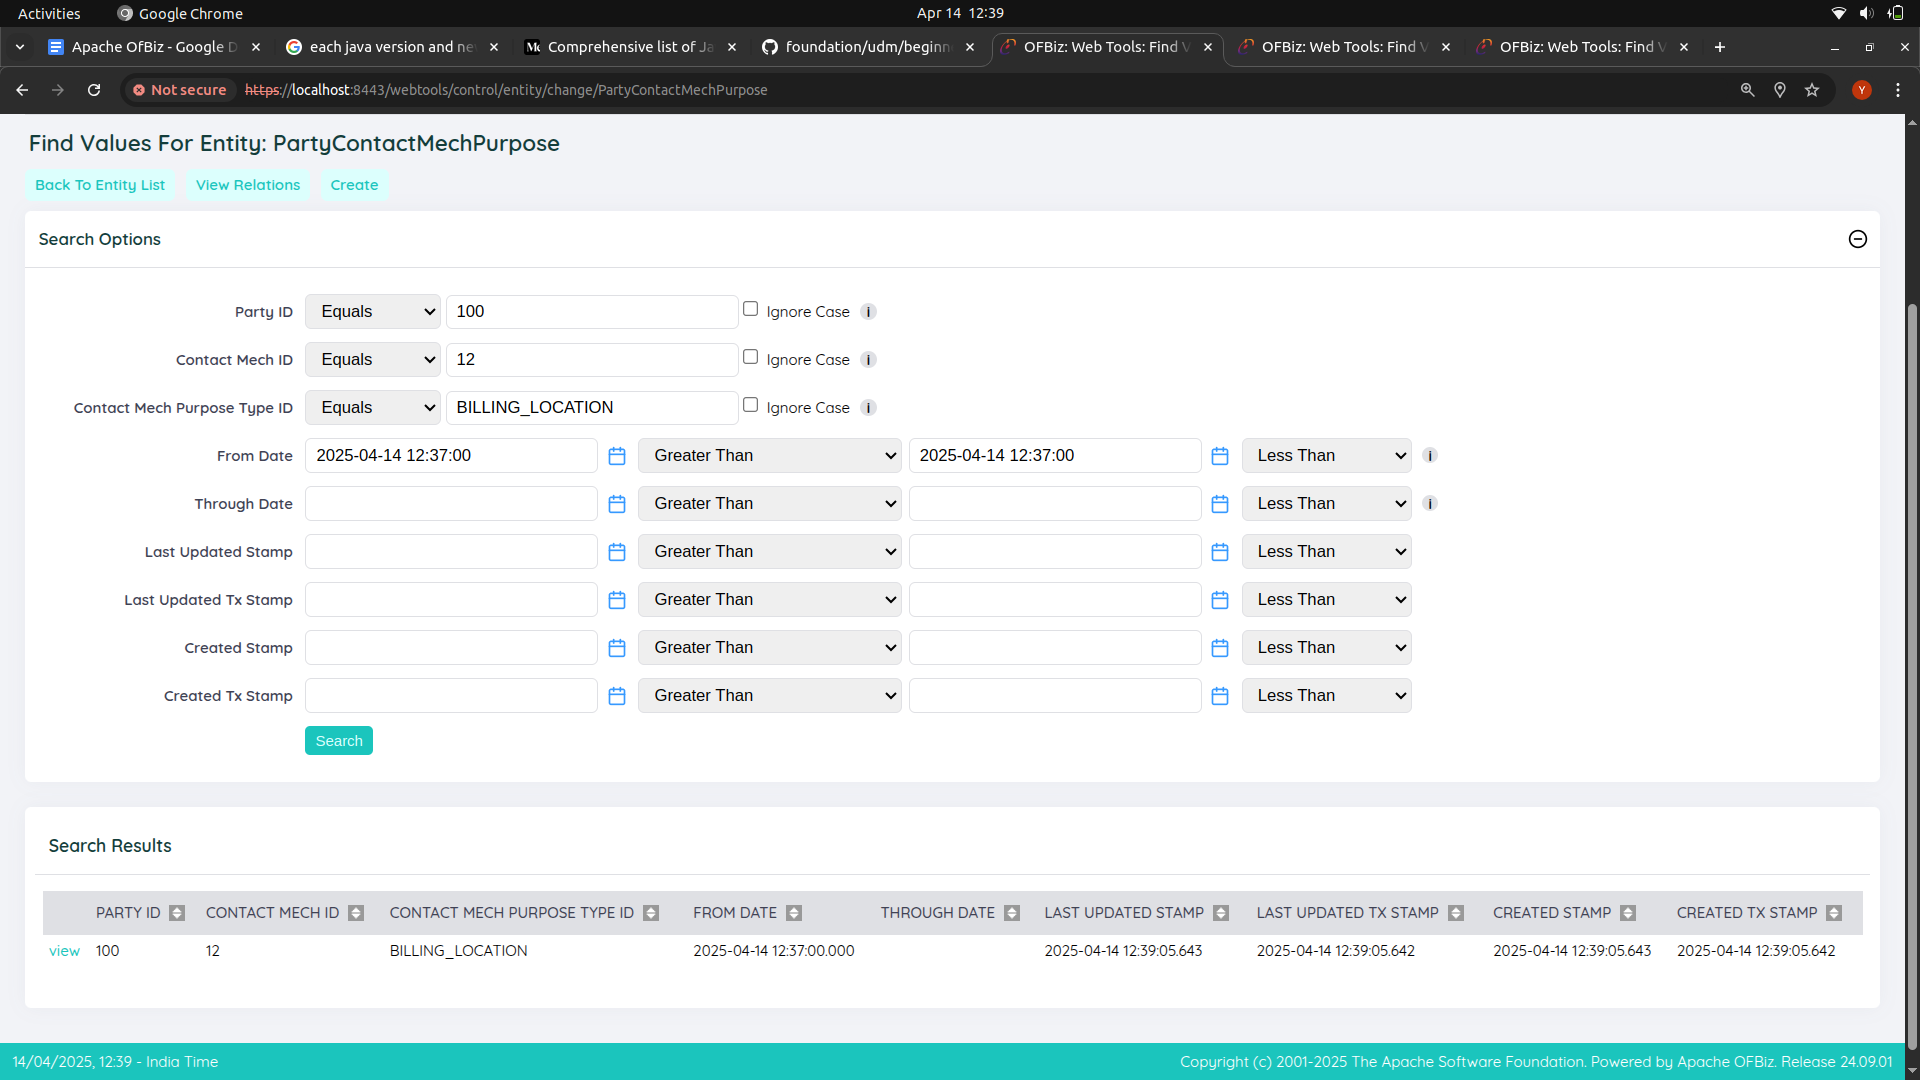 Activities Google Chrome Apr 14 12:39
Apache OfBiz - Google D each java version and ne Comprehensive list of Ja foundation/udm/beginn OFBiz: Web Tools: Find V OFBiz: Web Tools: Find V OFBiz: Web Tools: Find V
Not secure https://localhost:8443/webtools/control/entity/change/PartyContactMechPurpose Y
Find Values For Entity: PartyContactMechPurpose
Back To Entity List View Relations Create
Search Options
Party ID Equals 100 Ignore Case i
Contact Mech ID Equals 12 Ignore Case i
Contact Mech Purpose Type ID Equals BILLING_LOCATION Ignore Case i
From Date 2025-04-14 12:37:00 Greater Than 2025-04-14 12:37:00 Less Than i
Through Date Greater Than Less Than i
Last Updated Stamp Greater Than Less Than
Last Updated Tx Stamp Greater Than Less Than
Created Stamp Greater Than Less Than
Created Tx Stamp Greater Than Less Than
Search
Search Results
PARTY ID CONTACT MECH ID CONTACT MECH PURPOSE TYPE ID FROM DATE THROUGH DATE LAST UPDATED STAMP LAST UPDATED TX STAMP CREATED STAMP CREATED TX STAMP
view 100 12 BILLING_LOCATION 2025-04-14 12:37:00.000 2025-04-14 12:39:05.643 2025-04-14 12:39:05.642 2025-04-14 12:39:05.643 2025-04-14 12:39:05.642
14/04/2025, 12:39 - India Time Copyright (c) 2001-2025 The Apache Software Foundation. Powered by Apache OFBiz. Release 24.09.01